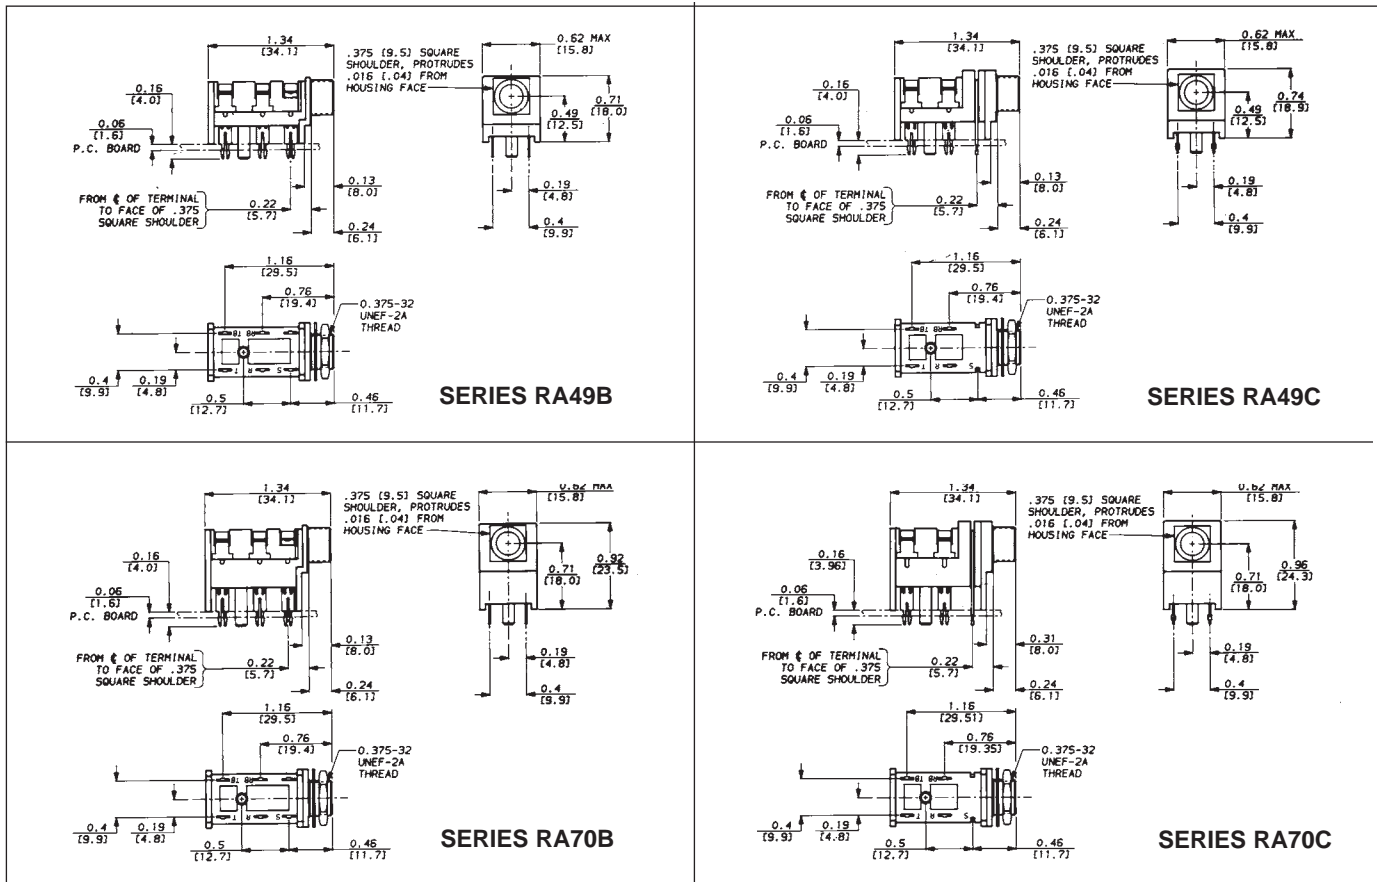 1.34
[34.1]
.375 [9.5] SQUARE
SHOULDER, PROTRUDES
.016 [.04] FROM
HOUSING FACE
0.62 MAX
[15.8]
0.16
[4.0]
0.06
[1.6]
P.C. BOARD
0.71
[18.0]
0.49
[12.5]
0.13
[8.0]
0.19
[4.8]
FROM ℄ OF TERMINAL
TO FACE OF .375
SQUARE SHOULDER
0.22
[5.7]
0.24
[6.1]
0.4
[9.9]
1.16
[29.5]
0.76
[19.4]
0.375-32
UNEF-2A
THREAD
TB RB
T R S
0.4
[9.9]
0.19
[4.8]
0.5
[12.7]
0.46
[11.7]
SERIES RA49B
1.34
[34.1]
.375 [9.5] SQUARE
SHOULDER, PROTRUDES
.016 [.04] FROM
HOUSING FACE
0.62 MAX
[15.8]
0.16
[4.0]
0.06
[1.6]
P.C. BOARD
0.74
[18.9]
0.49
[12.5]
0.13
[8.0]
0.19
[4.8]
FROM ℄ OF TERMINAL
TO FACE OF .375
SQUARE SHOULDER
0.22
[5.7]
0.24
[6.1]
0.4
[9.9]
1.16
[29.5]
0.76
[19.4]
0.375-32
UNEF-2A
THREAD
TB RB
T R S
0.4
[9.9]
0.19
[4.8]
0.5
[12.7]
0.46
[11.7]
SERIES RA49C
1.34
[34.1]
.375 [9.5] SQUARE
SHOULDER, PROTRUDES
.016 [.04] FROM
HOUSING FACE
0.62 MAX
[15.8]
0.16
[4.0]
0.06
[1.6]
P.C. BOARD
0.92
[23.5]
0.71
[18.0]
0.13
[8.0]
0.19
[4.8]
FROM ℄ OF TERMINAL
TO FACE OF .375
SQUARE SHOULDER
0.22
[5.7]
0.24
[6.1]
0.4
[9.9]
1.16
[29.5]
0.76
[19.4]
0.375-32
UNEF-2A
THREAD
TB RB
T R S
0.4
[9.9]
0.19
[4.8]
0.5
[12.7]
0.46
[11.7]
SERIES RA70B
1.34
[34.1]
.375 [9.5] SQUARE
SHOULDER, PROTRUDES
.016 [.04] FROM
HOUSING FACE
0.62 MAX
[15.8]
0.16
[3.96]
0.06
[1.6]
P.C. BOARD
0.96
[24.3]
0.71
[18.0]
0.31
[8.0]
0.19
[4.8]
FROM ℄ OF TERMINAL
TO FACE OF .375
SQUARE SHOULDER
0.22
[5.7]
0.24
[6.1]
0.4
[9.9]
1.16
[29.51]
0.76
[19.35]
0.375-32
UNEF-2A
THREAD
TB RB
T R S
0.4
[9.9]
0.19
[4.8]
0.5
[12.7]
0.46
[11.7]
SERIES RA70C